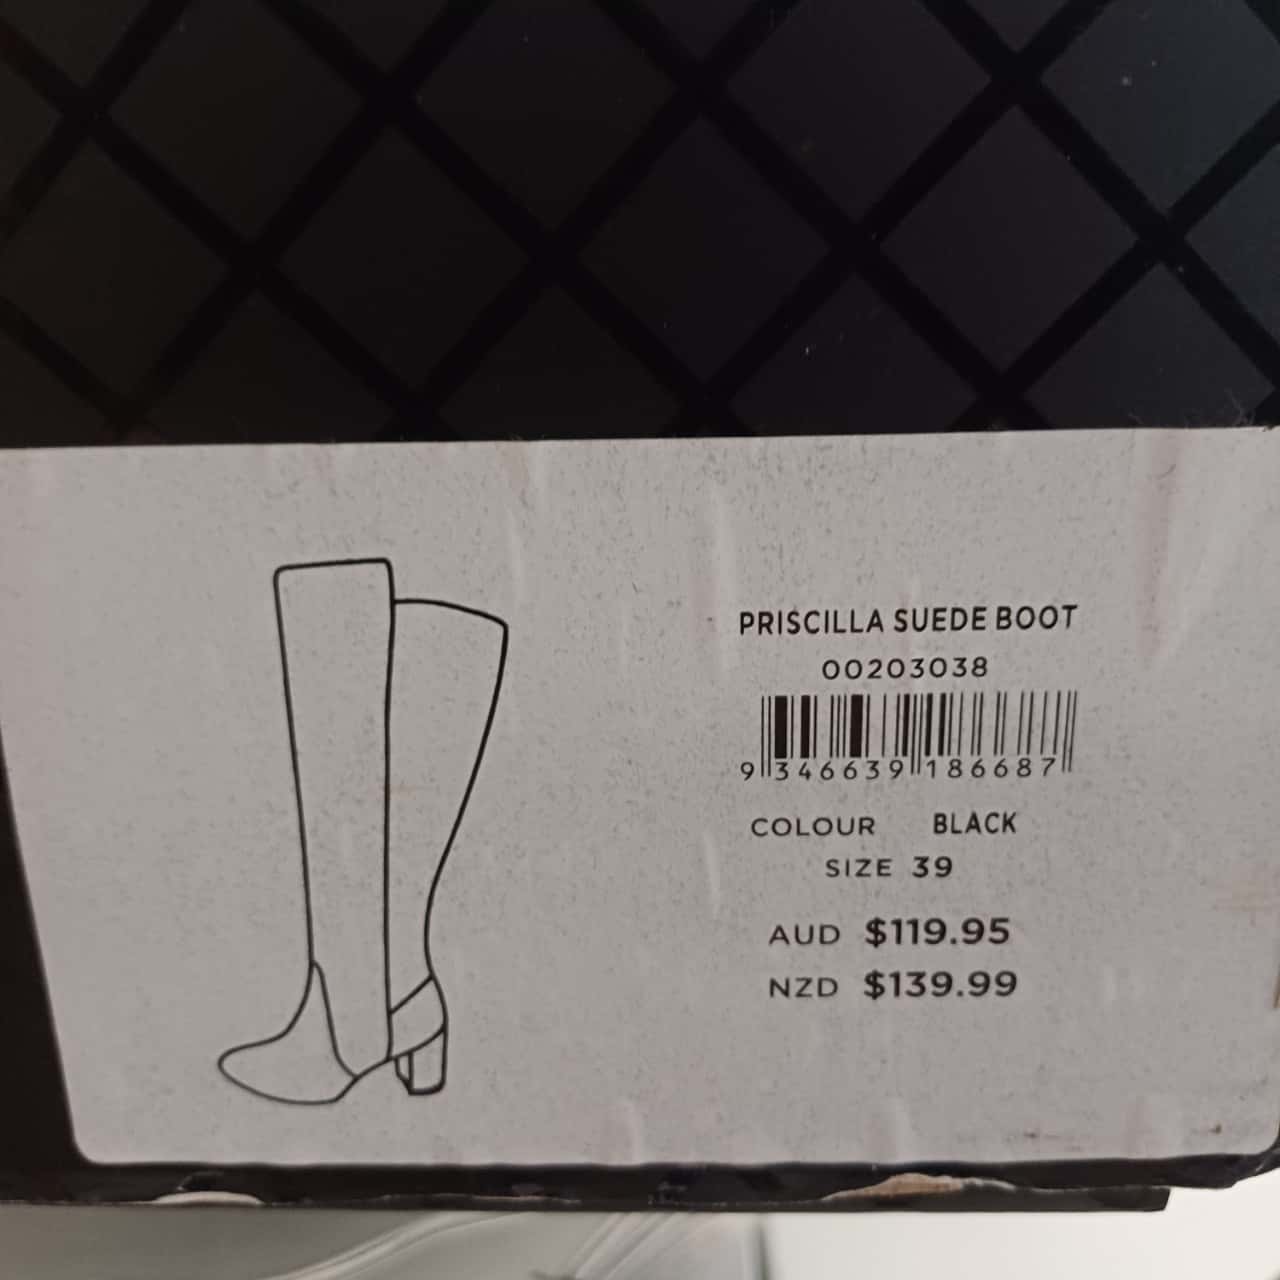 PRISCILLA SUEDE BOOT
00203038
9 346639 186687
COLOUR BLACK
SIZE 39
AUD $119.95
NZD $139.99